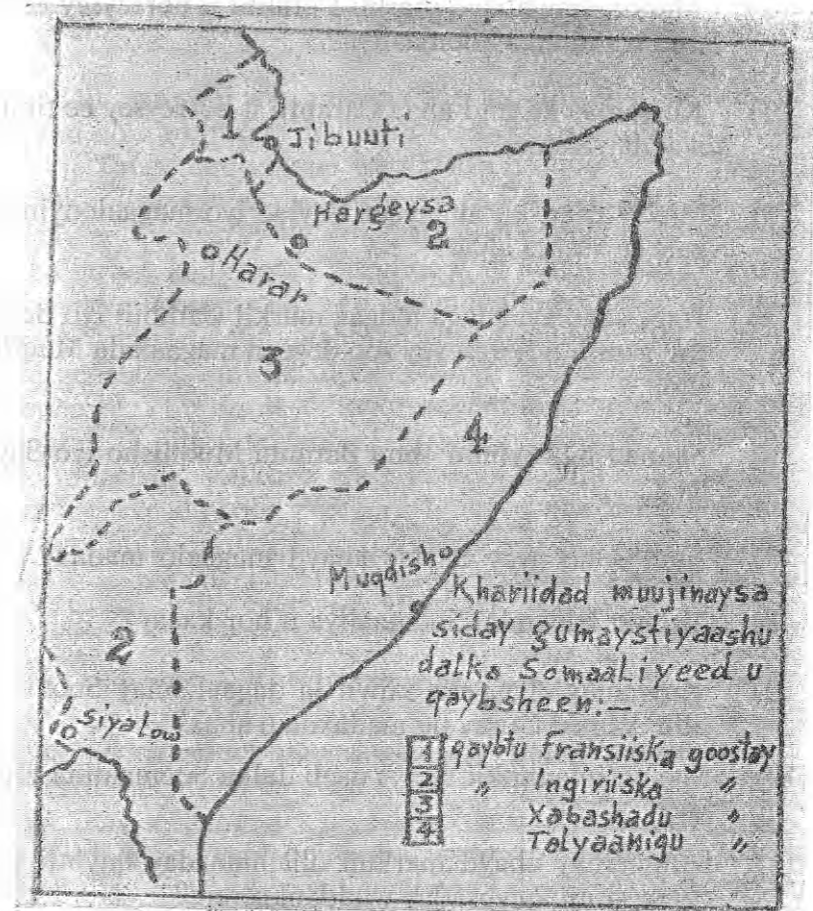 1
Jibuuti
Hargeysa
2
Harar
3
4
Muqdisho
Khariidad muujinaysa
siday gumaystiyaashu
dalka Somaaliyeed u
qaybsheen:—
2
Siyalow
1 qaybtu Fransiiska goostay
2 〃 Ingiriiska 〃
3 Xabashadu 〃
4 Talyaanigu 〃